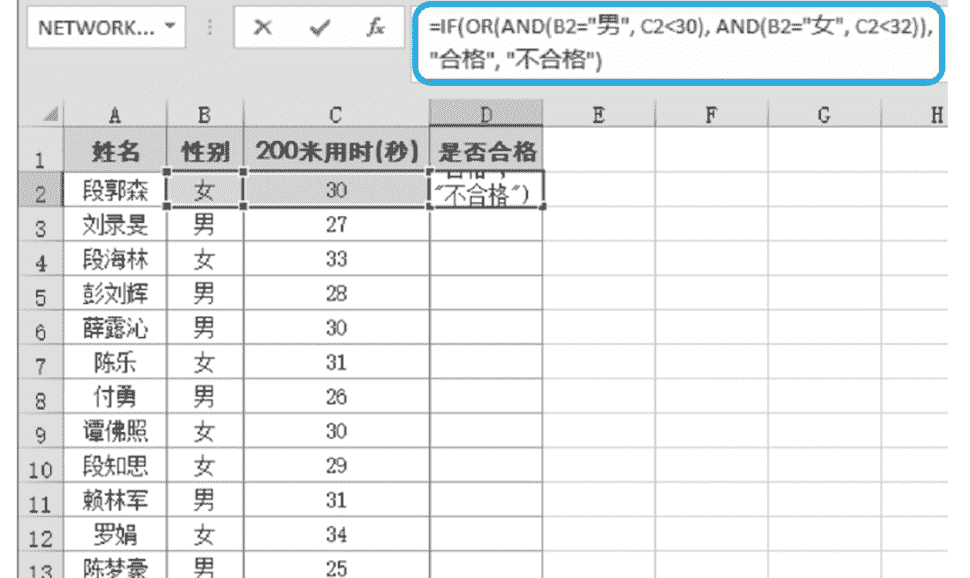 NETWORK... fx =IF(OR(AND(B2="男", C2<30), AND(B2="女", C2<32)),
"合格", "不合格")
A B C D E F G H
1 姓名 性别 200米用时(秒) 是否合格
2 段郭森 女 30 "合格", "不合格")
3 刘录旻 男 27
4 段海林 女 33
5 彭刘辉 男 28
6 薛露沁 男 30
7 陈乐 女 31
8 付勇 男 26
9 谭佛照 女 30
10 段知思 女 29
11 赖林军 男 31
12 罗娟 女 34
13 陈梦豪 男 25